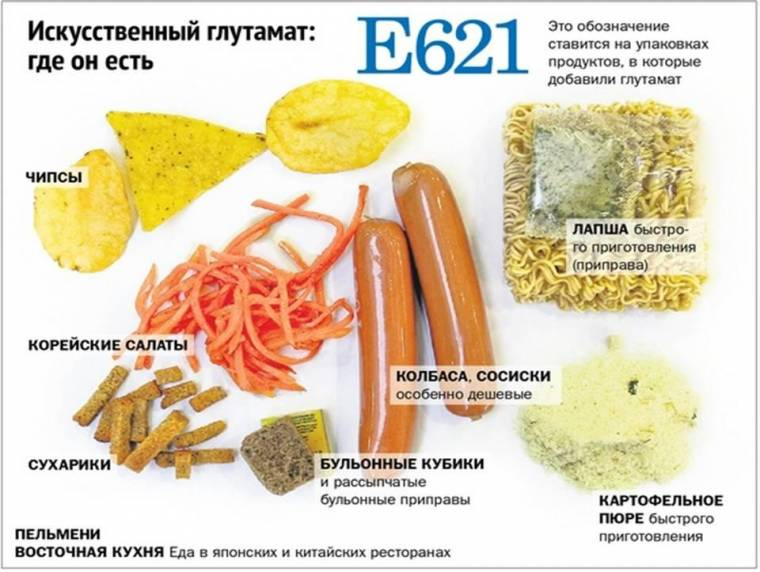 Искусственный глутамат:
где он есть
Е621
Это обозначение
ставится на упаковках
продуктов, в которые
добавили глутамат
ЧИПСЫ
ЛАПША быстро-
го приготовления
(приправа)
КОРЕЙСКИЕ САЛАТЫ
КОЛБАСА, СОСИСКИ
особенно дешевые
СУХАРИКИ
БУЛЬОННЫЕ КУБИКИ
и рассыпчатые
бульонные приправы
КАРТОФЕЛЬНОЕ
ПЮРЕ быстрого
приготовления
ПЕЛЬМЕНИ
ВОСТОЧНАЯ КУХНЯ Еда в японских и китайских ресторанах